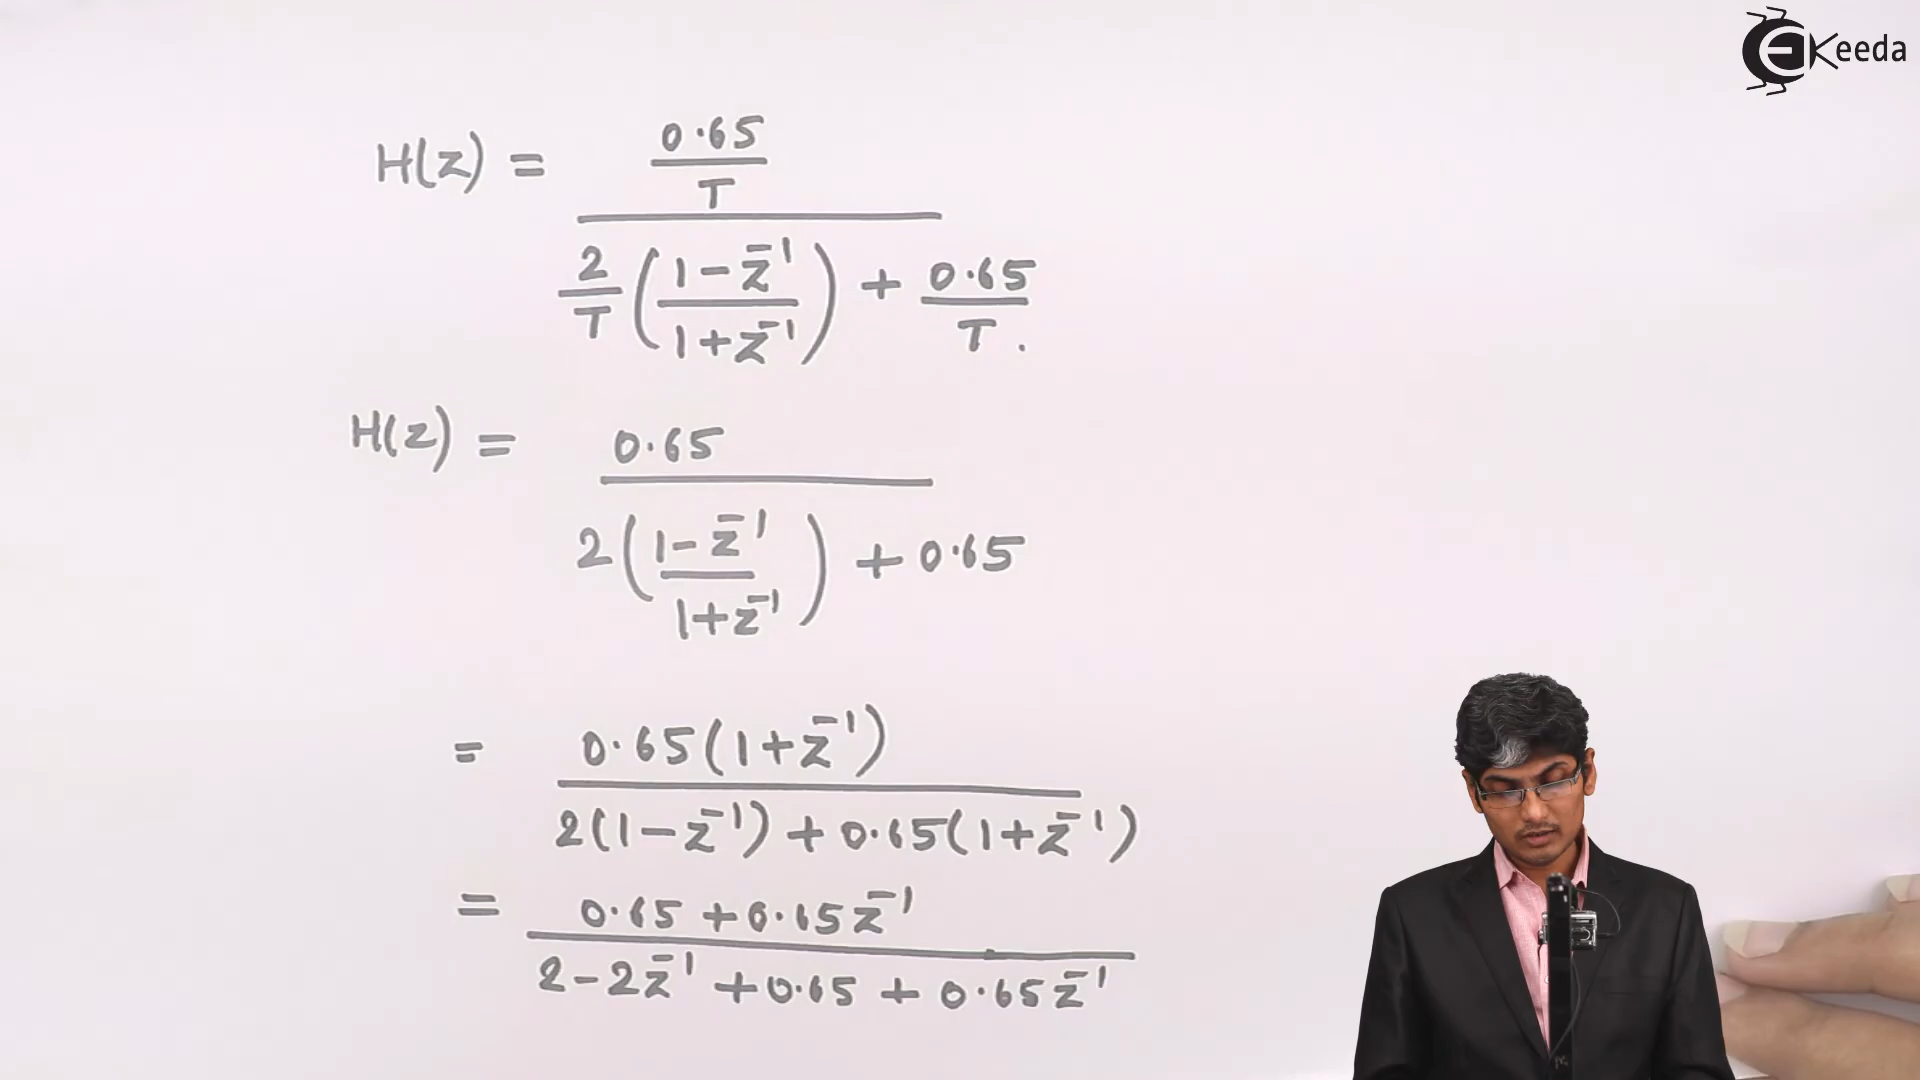 EKeeda
H(z) = 0.65
T
2/T (1 - z̄¹ / 1 + z̄¹) + 0.65/T.
H(z) = 0.65
2 (1 - z̄¹ / 1 + z̄¹) + 0.65
= 0.65(1 + z̄¹)
2(1 - z̄¹) + 0.65(1 + z̄¹)
= 0.65 + 0.65 z̄¹
2 - 2z̄¹ + 0.65 + 0.65 z̄¹